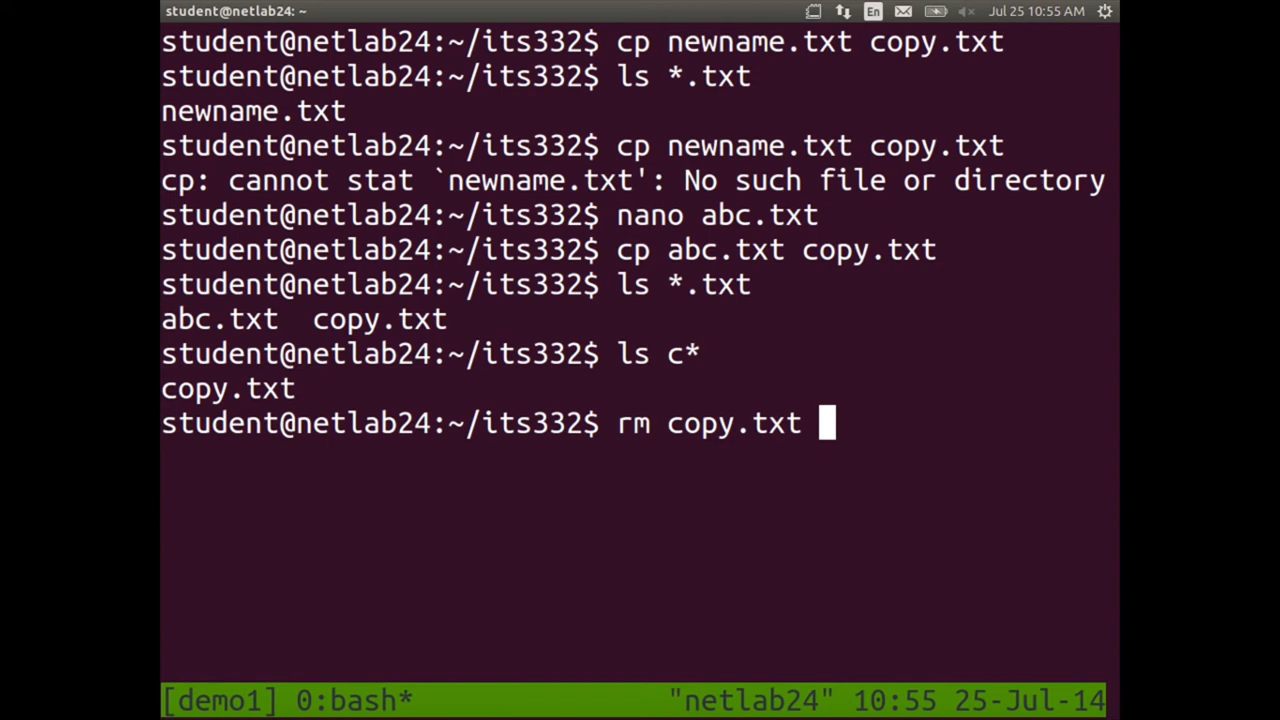 student@netlab24: ~ En Jul 25 10:55 AM
student@netlab24:~/its332$ cp newname.txt copy.txt
student@netlab24:~/its332$ ls *.txt
newname.txt
student@netlab24:~/its332$ cp newname.txt copy.txt
cp: cannot stat `newname.txt': No such file or directory
student@netlab24:~/its332$ nano abc.txt
student@netlab24:~/its332$ cp abc.txt copy.txt
student@netlab24:~/its332$ ls *.txt
abc.txt  copy.txt
student@netlab24:~/its332$ ls c*
copy.txt
student@netlab24:~/its332$ rm copy.txt
[demo1] 0:bash* "netlab24" 10:55 25-Jul-14